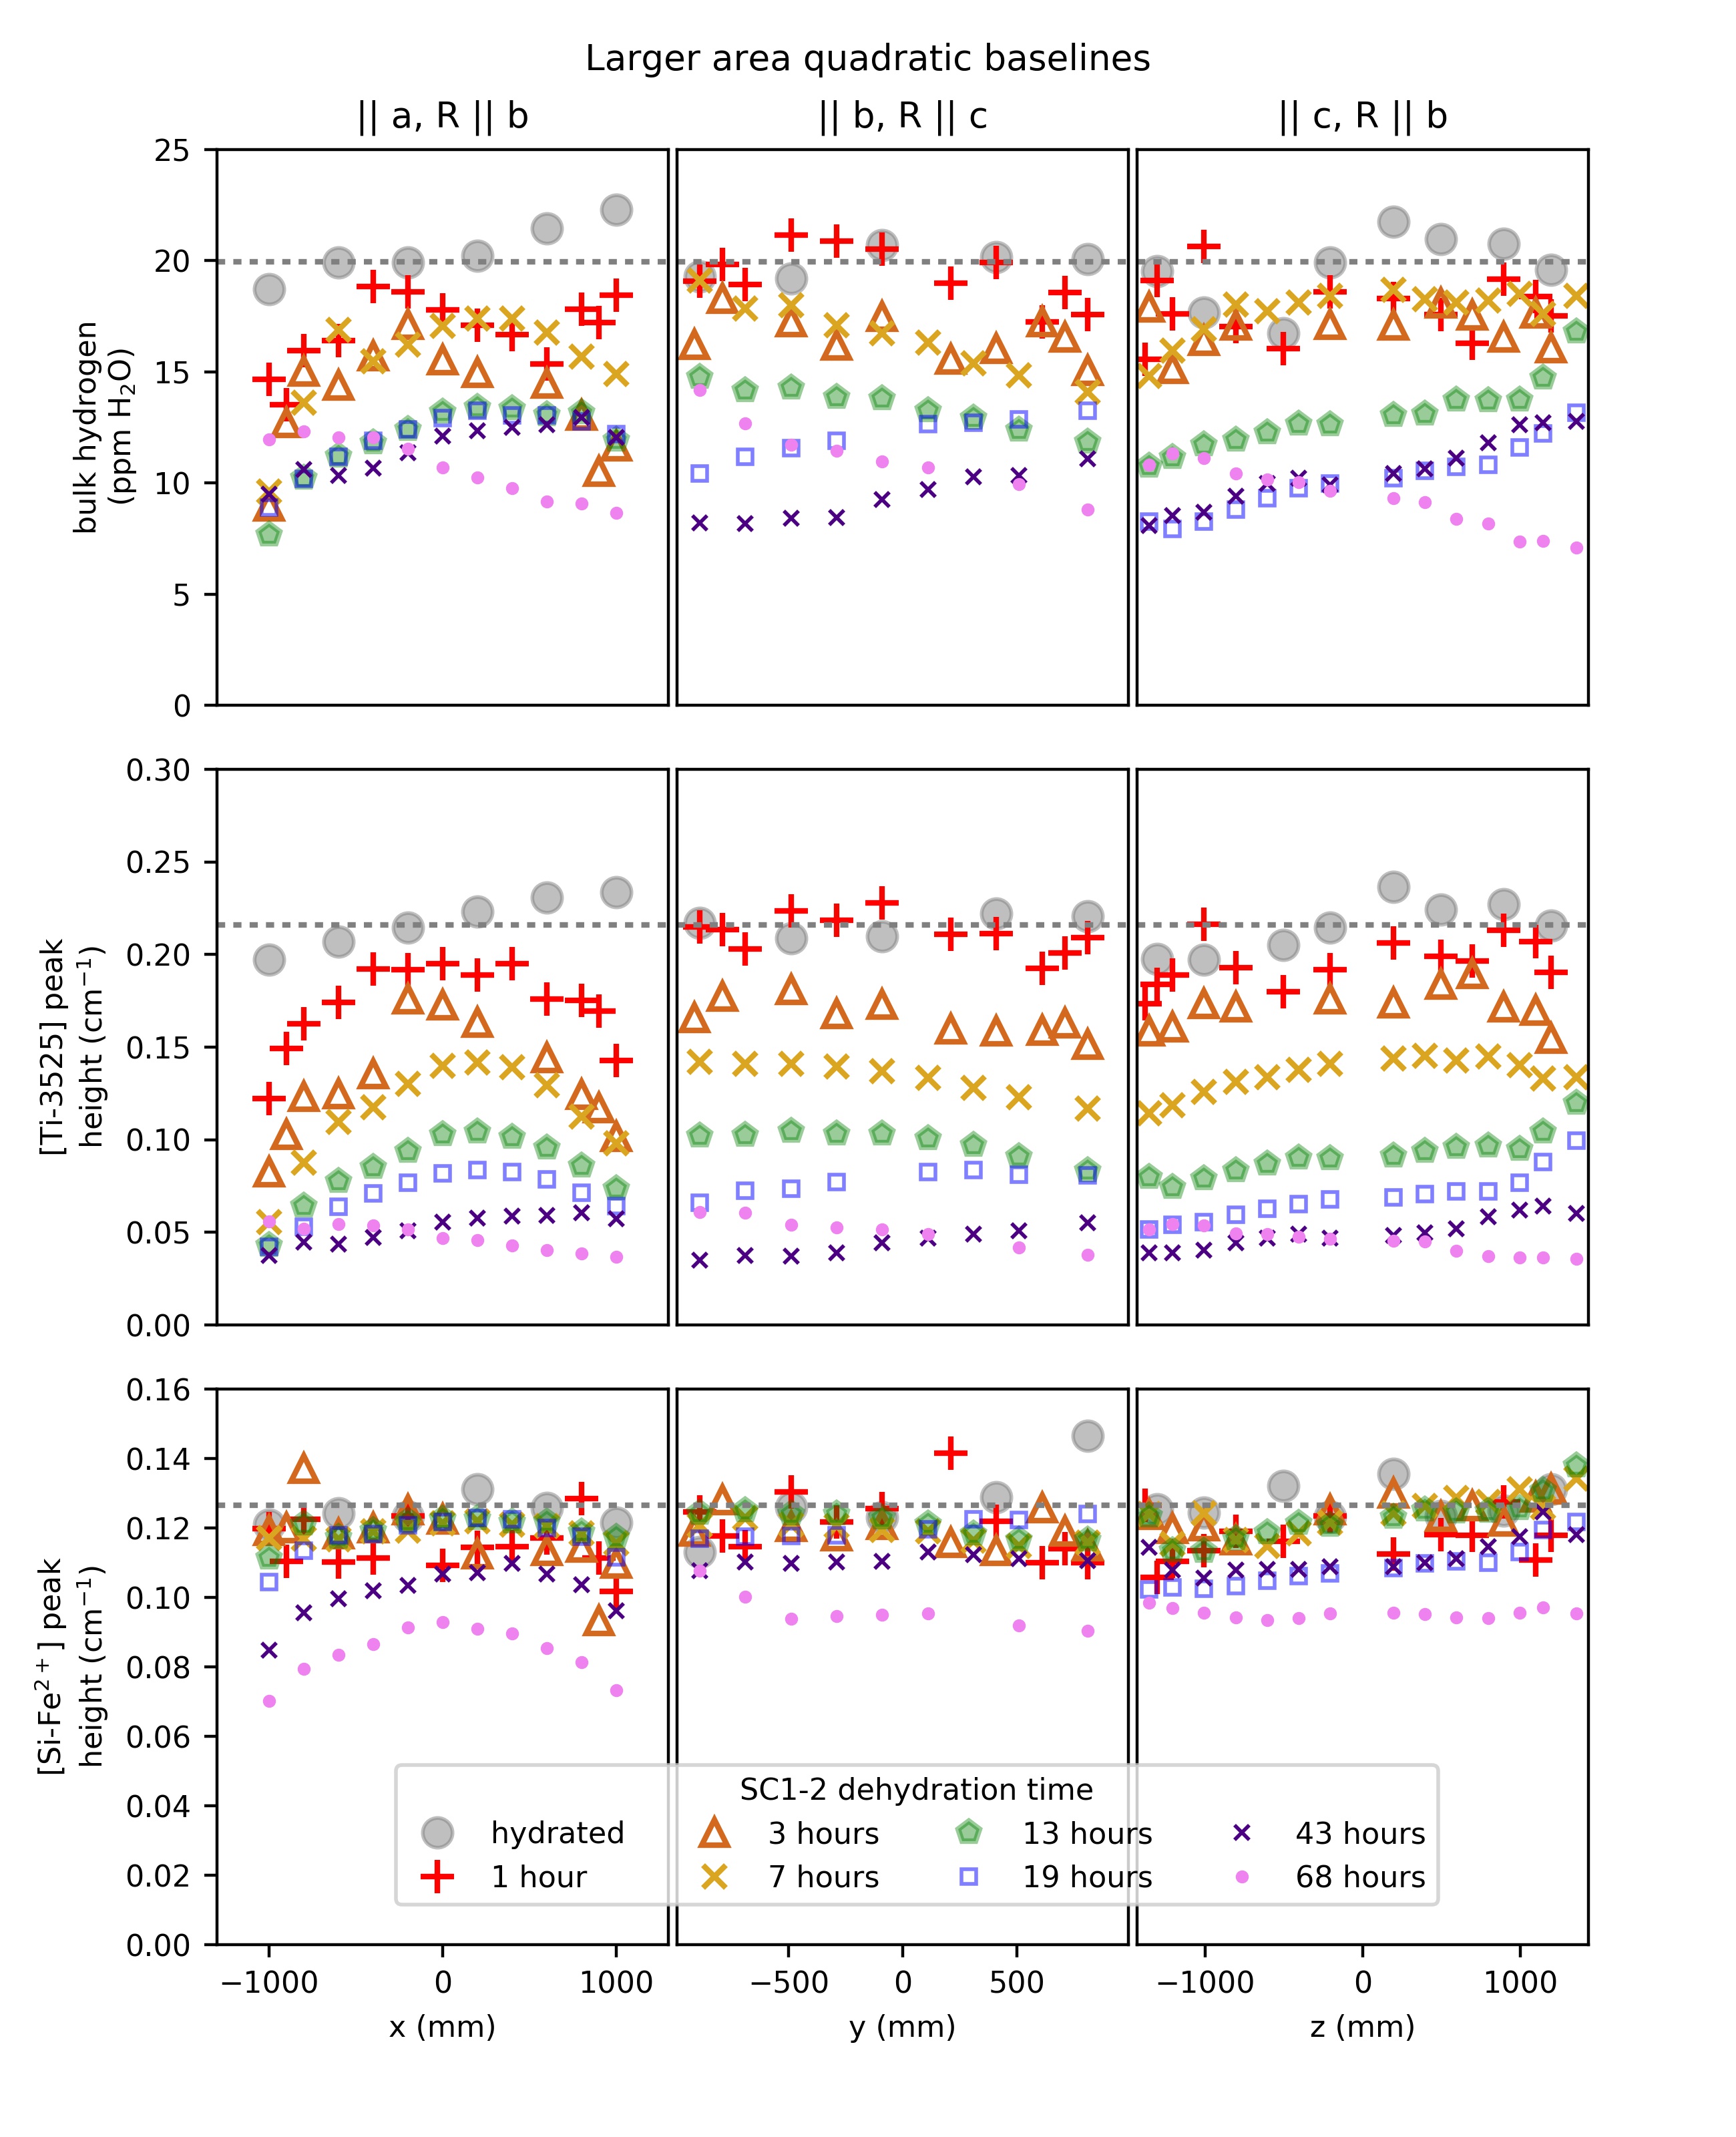 Larger area quadratic baselines
|| a, R || b
|| b, R || c
|| c, R || b
25
20
15
10
5
0
bulk hydrogen
(ppm H₂O)
0.30
0.25
0.20
0.15
0.10
0.05
0.00
[Ti-3525] peak
height (cm⁻¹)
0.16
0.14
0.12
0.10
0.08
0.06
0.04
0.02
0.00
[Si-Fe²⁺] peak
height (cm⁻¹)
SC1-2 dehydration time
hydrated
1 hour
3 hours
7 hours
13 hours
19 hours
43 hours
68 hours
−1000 0 1000
x (mm)
−500 0 500
y (mm)
−1000 0 1000
z (mm)